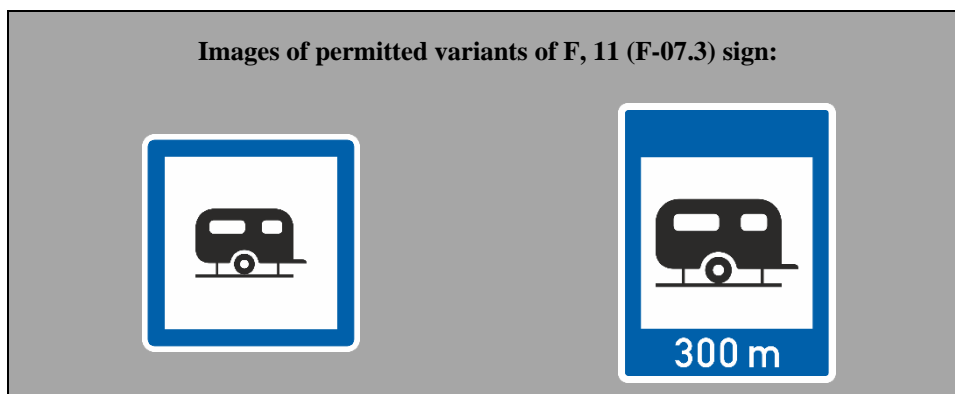 Images of permitted variants of F, 11 (F-07.3) sign:
300 m